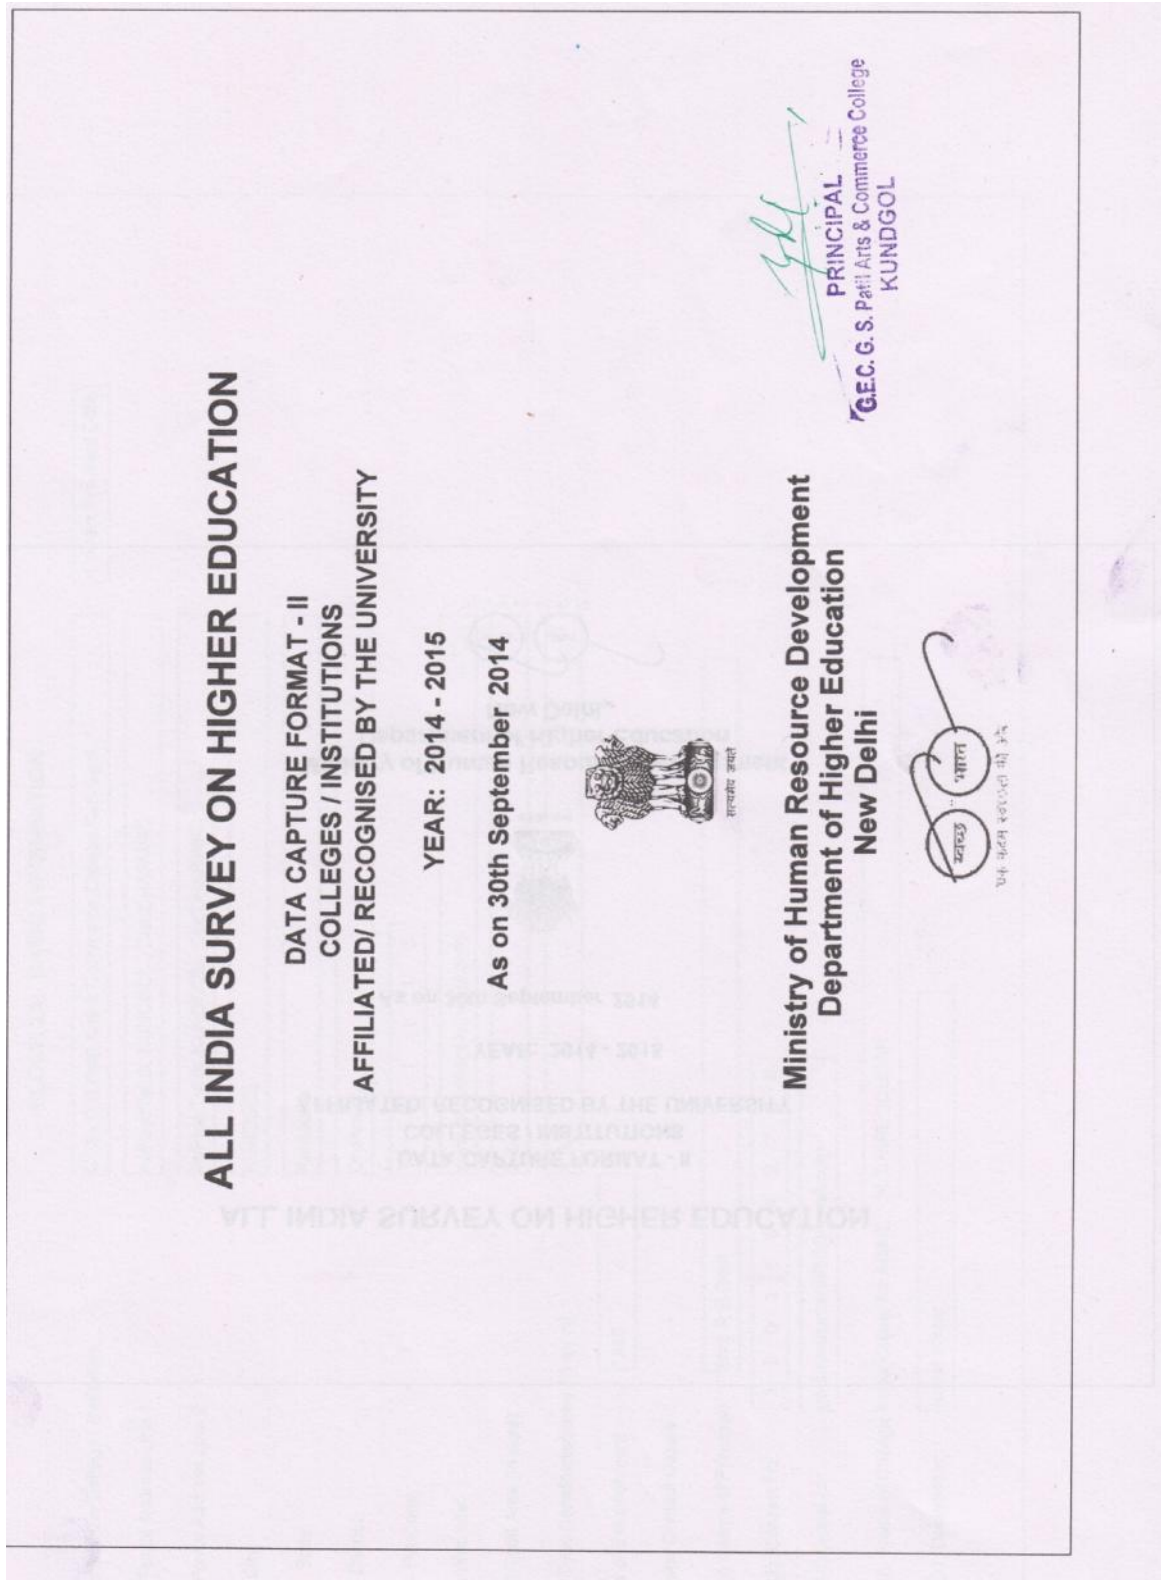 ALL INDIA SURVEY ON HIGHER EDUCATION
DATA CAPTURE FORMAT - II
COLLEGES / INSTITUTIONS
AFFILIATED/ RECOGNISED BY THE UNIVERSITY
YEAR: 2014 - 2015
As on 30th September 2014
सत्यमेव जयते
Ministry of Human Resource Development
Department of Higher Education
New Delhi
स्वच्छ भारत
एक कदम स्वच्छता की ओर
PRINCIPAL
G.E.C. G. S. Patil Arts & Commerce College
KUNDGOL